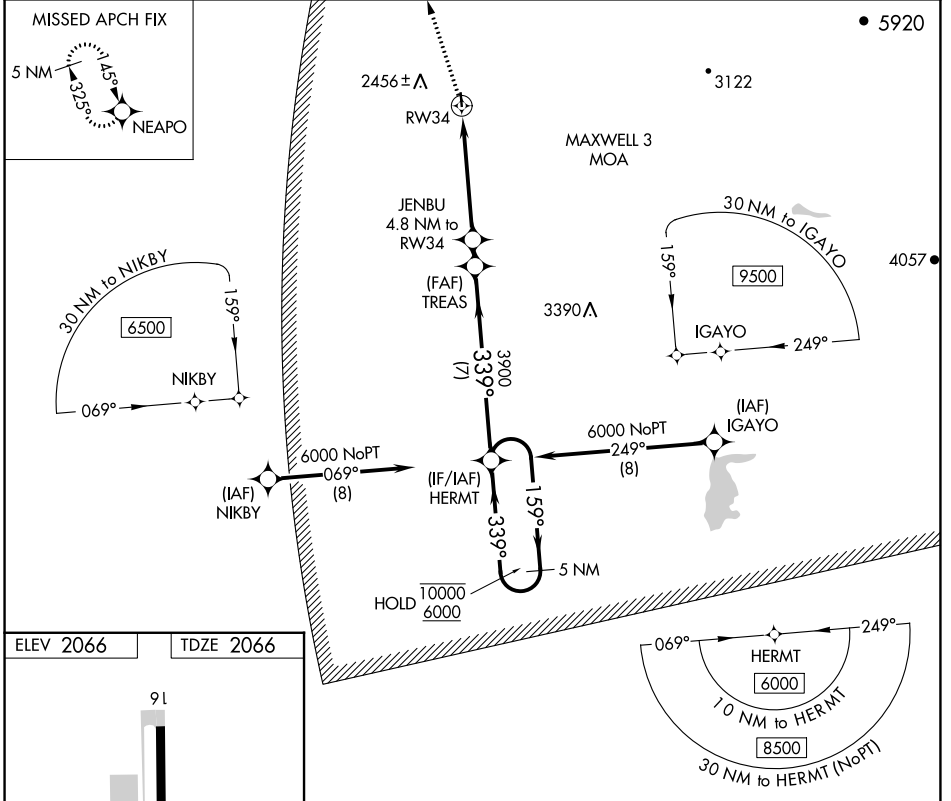 MISSED APCH FIX
5 NM
145°
325°
NEAPO
5920
2456±
3122
RW34
MAXWELL 3
MOA
JENBU
4.8 NM to
RW34
30 NM to NIKBY
159°
6500
NIKBY
069°
30 NM to IGAYO
159°
9500
4057
IGAYO
249°
(FAF)
TREAS
3390
3900
339°
(7)
(IAF)
NIKBY
6000 NoPT
069°
(8)
(IF/IAF)
HERMT
6000 NoPT
249°
(8)
(IAF)
IGAYO
339°
159°
5 NM
HOLD
10000
6000
ELEV 2066
TDZE 2066
16
069°
249°
HERMT
6000
10 NM to HERMT
8500
30 NM to HERMT (NoPT)